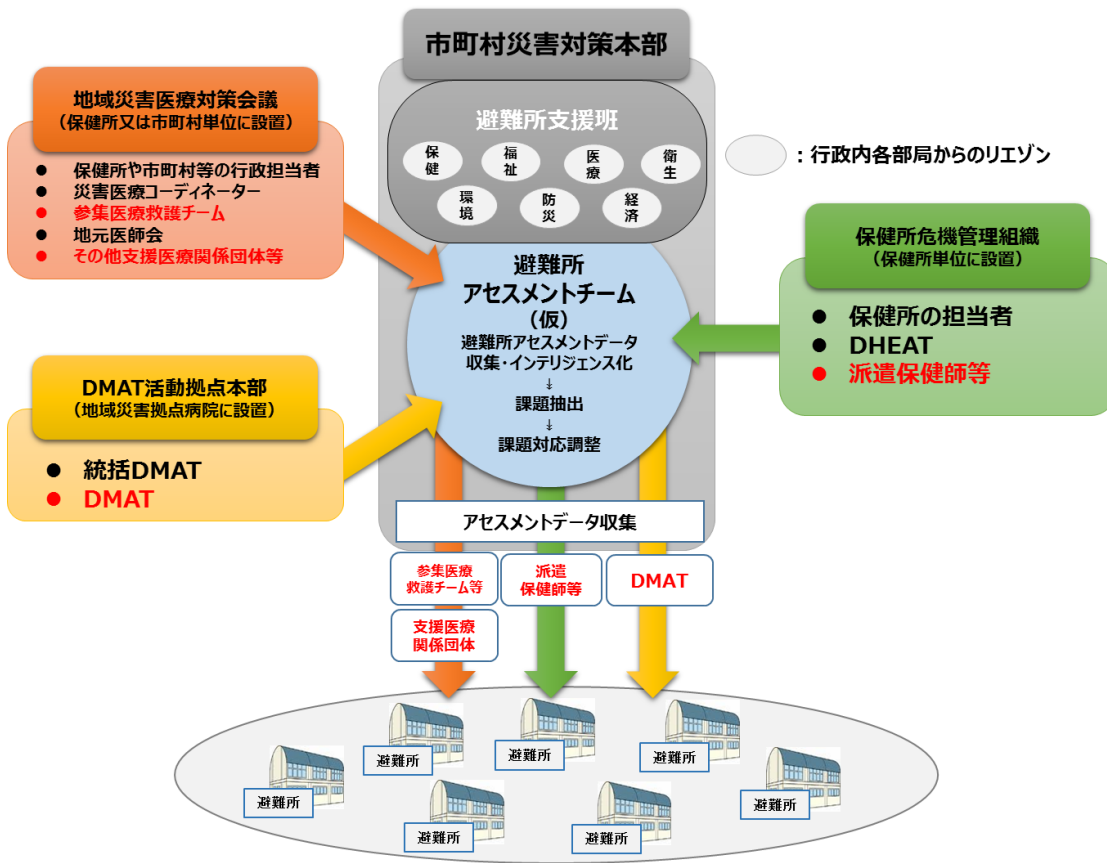 市町村災害対策本部
地域災害医療対策会議
（保健所又は市町村単位に設置）
● 保健所や市町村等の行政担当者
● 災害医療コーディネーター
● 参集医療救護チーム
● 地元医師会
● その他支援医療関係団体等
避難所支援班
保健
福祉
医療
衛生
環境
防災
経済
：行政内各部局からのリエゾン
保健所危機管理組織
（保健所単位に設置）
● 保健所の担当者
● DHEAT
● 派遣保健師等
避難所
アセスメントチーム
（仮）
避難所アセスメントデータ
収集・インテリジェンス化
↓
課題抽出
↓
課題対応調整
DMAT活動拠点本部
（地域災害拠点病院に設置）
● 統括DMAT
● DMAT
アセスメントデータ収集
参集医療
救護チーム等
派遣
保健師等
DMAT
支援医療
関係団体
避難所
避難所
避難所
避難所
避難所
避難所
避難所